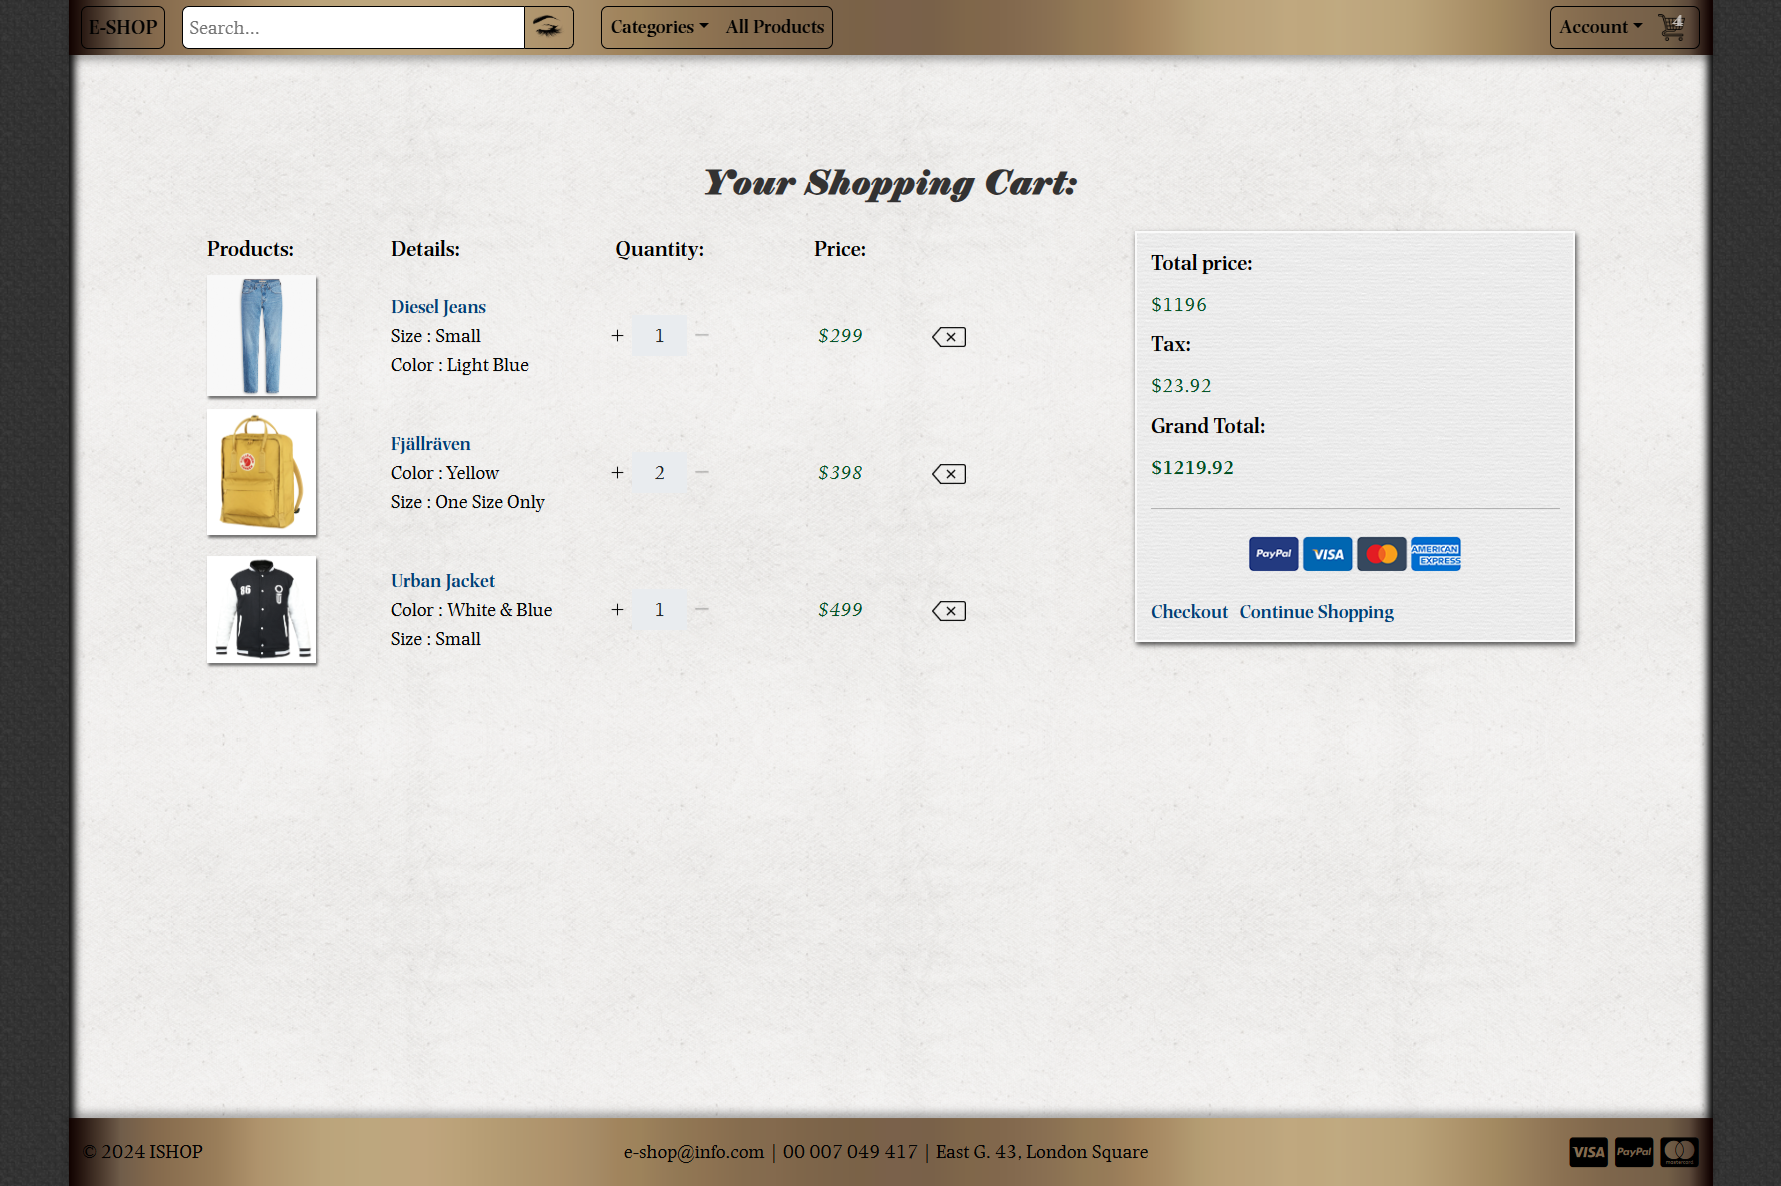 E-SHOP
Search...
Categories
All Products
Account
4
Your Shopping Cart:
Products:
Details:
Quantity:
Price:
Diesel Jeans
Size : Small
+ 1 −
$299
Color : Light Blue
Fjällräven
Color : Yellow
+ 2 −
$398
Size : One Size Only
86
Urban Jacket
Color : White & Blue
+ 1 −
$499
Size : Small
Total price:
$1196
Tax:
$23.92
Grand Total:
$1219.92
PayPal
VISA
AMERICAN
EXPRESS
Checkout
Continue Shopping
© 2024 ISHOP
e-shop@info.com | 00 007 049 417 | East G. 43, London Square
VISA
PayPal
mastercard